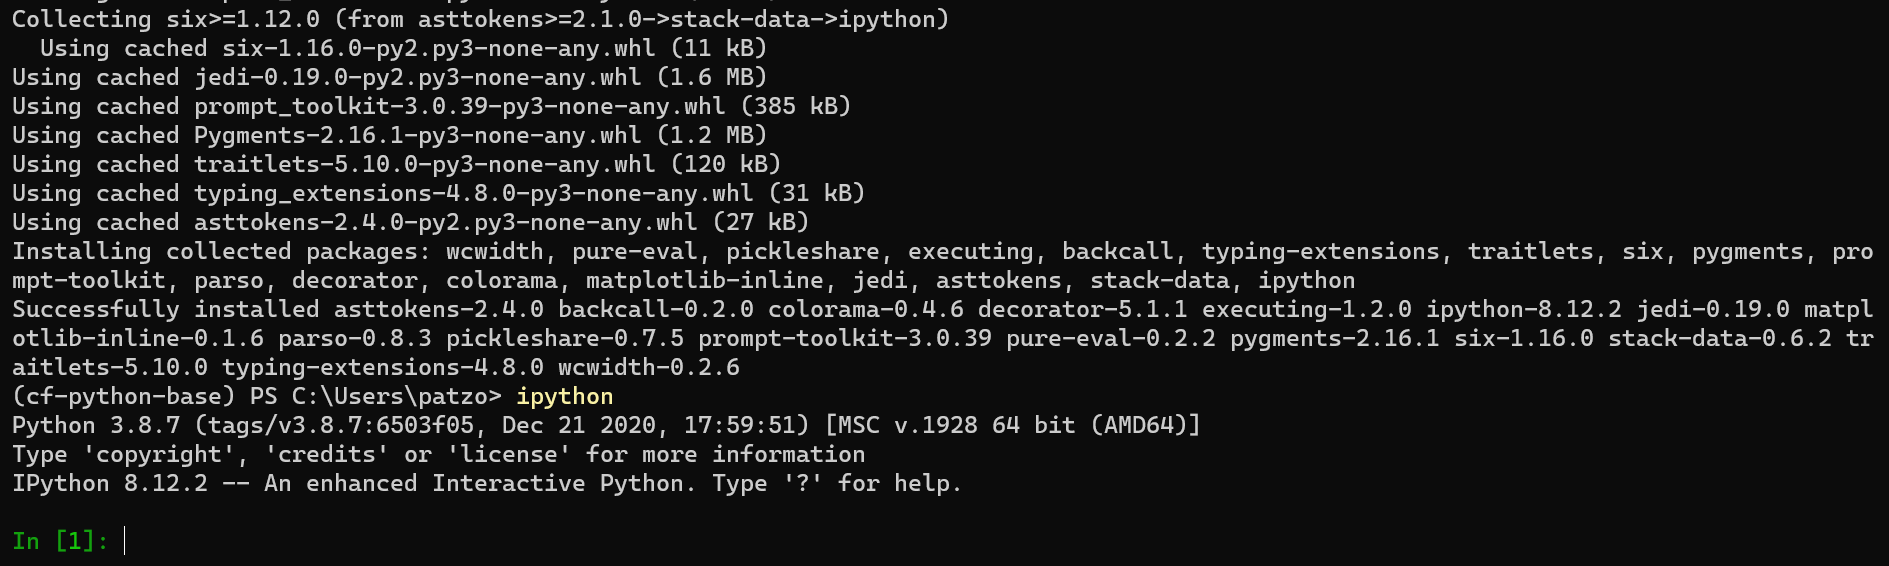 Collecting six>=1.12.0 (from asttokens>=2.1.0->stack-data->ipython)
  Using cached six-1.16.0-py2.py3-none-any.whl (11 kB)
Using cached jedi-0.19.0-py2.py3-none-any.whl (1.6 MB)
Using cached prompt_toolkit-3.0.39-py3-none-any.whl (385 kB)
Using cached Pygments-2.16.1-py3-none-any.whl (1.2 MB)
Using cached traitlets-5.10.0-py3-none-any.whl (120 kB)
Using cached typing_extensions-4.8.0-py3-none-any.whl (31 kB)
Using cached asttokens-2.4.0-py2.py3-none-any.whl (27 kB)
Installing collected packages: wcwidth, pure-eval, pickleshare, executing, backcall, typing-extensions, traitlets, six, pygments, pro
mpt-toolkit, parso, decorator, colorama, matplotlib-inline, jedi, asttokens, stack-data, ipython
Successfully installed asttokens-2.4.0 backcall-0.2.0 colorama-0.4.6 decorator-5.1.1 executing-1.2.0 ipython-8.12.2 jedi-0.19.0 matpl
otlib-inline-0.1.6 parso-0.8.3 pickleshare-0.7.5 prompt-toolkit-3.0.39 pure-eval-0.2.2 pygments-2.16.1 six-1.16.0 stack-data-0.6.2 tr
aitlets-5.10.0 typing-extensions-4.8.0 wcwidth-0.2.6
(cf-python-base) PS C:\Users\patzo> ipython
Python 3.8.7 (tags/v3.8.7:6503f05, Dec 21 2020, 17:59:51) [MSC v.1928 64 bit (AMD64)]
Type 'copyright', 'credits' or 'license' for more information
IPython 8.12.2 -- An enhanced Interactive Python. Type '?' for help.
In [1]: